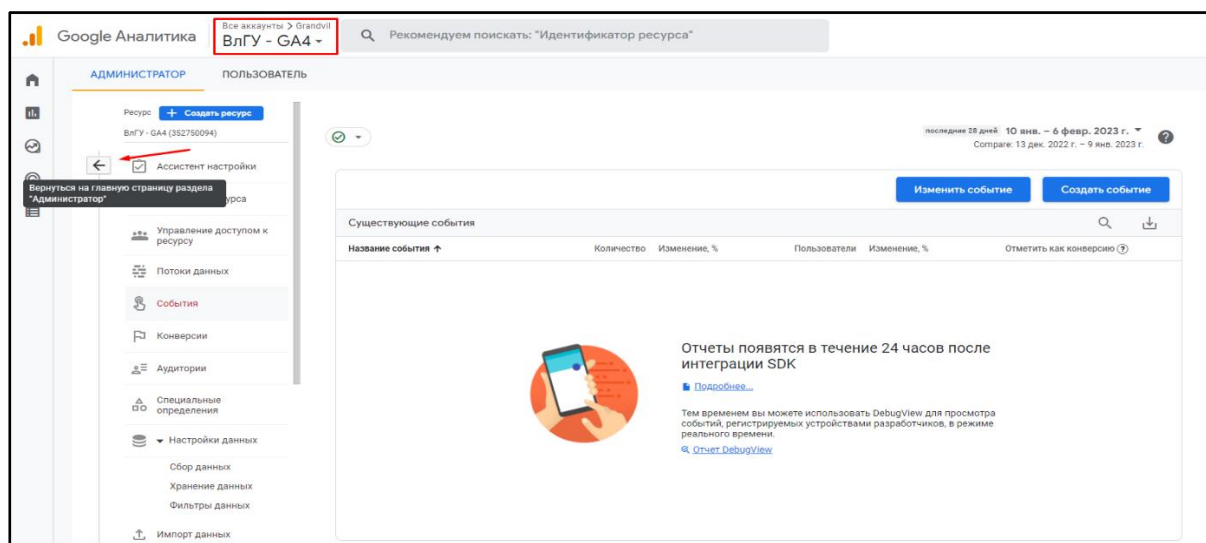 Google Аналитика
Все аккаунты > Grandvil
ВлГУ - GA4
Рекомендуем поискать: "Идентификатор ресурса"
АДМИНИСТРАТОР
ПОЛЬЗОВАТЕЛЬ
Ресурс
+ Создать ресурс
ВлГУ - GA4 (352750094)
Ассистент настройки
Вернуться на главную страницу раздела
"Администратор"
урса
Управление доступом к
ресурсу
Потоки данных
События
Конверсии
Аудитории
Специальные
определения
Настройки данных
Сбор данных
Хранение данных
Фильтры данных
Импорт данных
последние 28 дней 10 янв. – 6 февр. 2023 г.
Compare: 13 дек. 2022 г. – 9 янв. 2023 г.
Изменить событие
Создать событие
Существующие события
Название события ↑
Количество
Изменение, %
Пользователи
Изменение, %
Отметить как конверсию
Отчеты появятся в течение 24 часов после
интеграции SDK
Подробнее...
Тем временем вы можете использовать DebugView для просмотра
событий, регистрируемых устройствами разработчиков, в режиме
реального времени.
Отчет DebugView